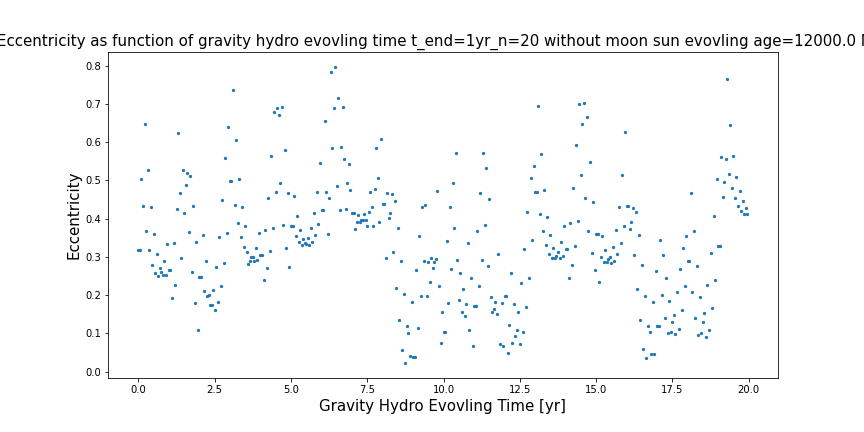 Eccentricity as function of gravity hydro evovling time t_end=1yr_n=20 without moon sun evovling age=12000.0
0.8
0.7
0.6
0.5
0.4
0.3
0.2
0.1
0.0
Eccentricity
0.0 2.5 5.0 7.5 10.0 12.5 15.0 17.5 20.0
Gravity Hydro Evovling Time [yr]